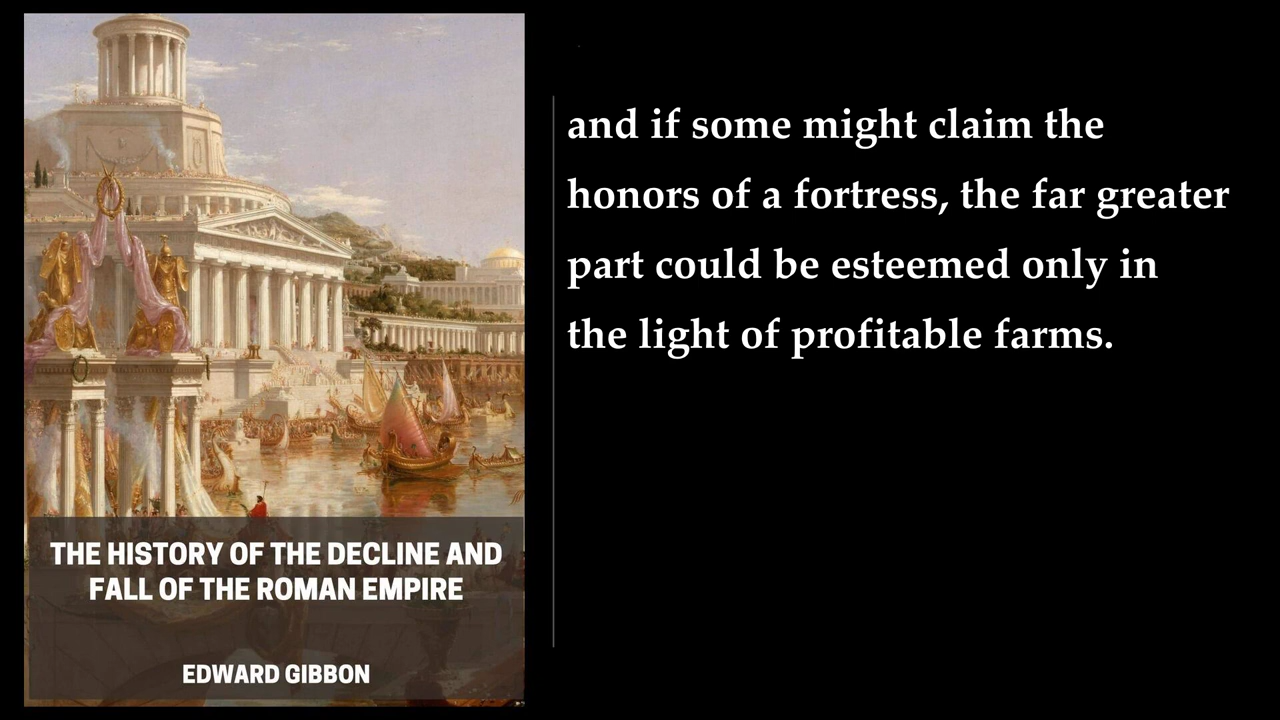 and if some might claim the
honors of a fortress, the far greater
part could be esteemed only in
the light of profitable farms.
THE HISTORY OF THE DECLINE AND
FALL OF THE ROMAN EMPIRE
EDWARD GIBBON